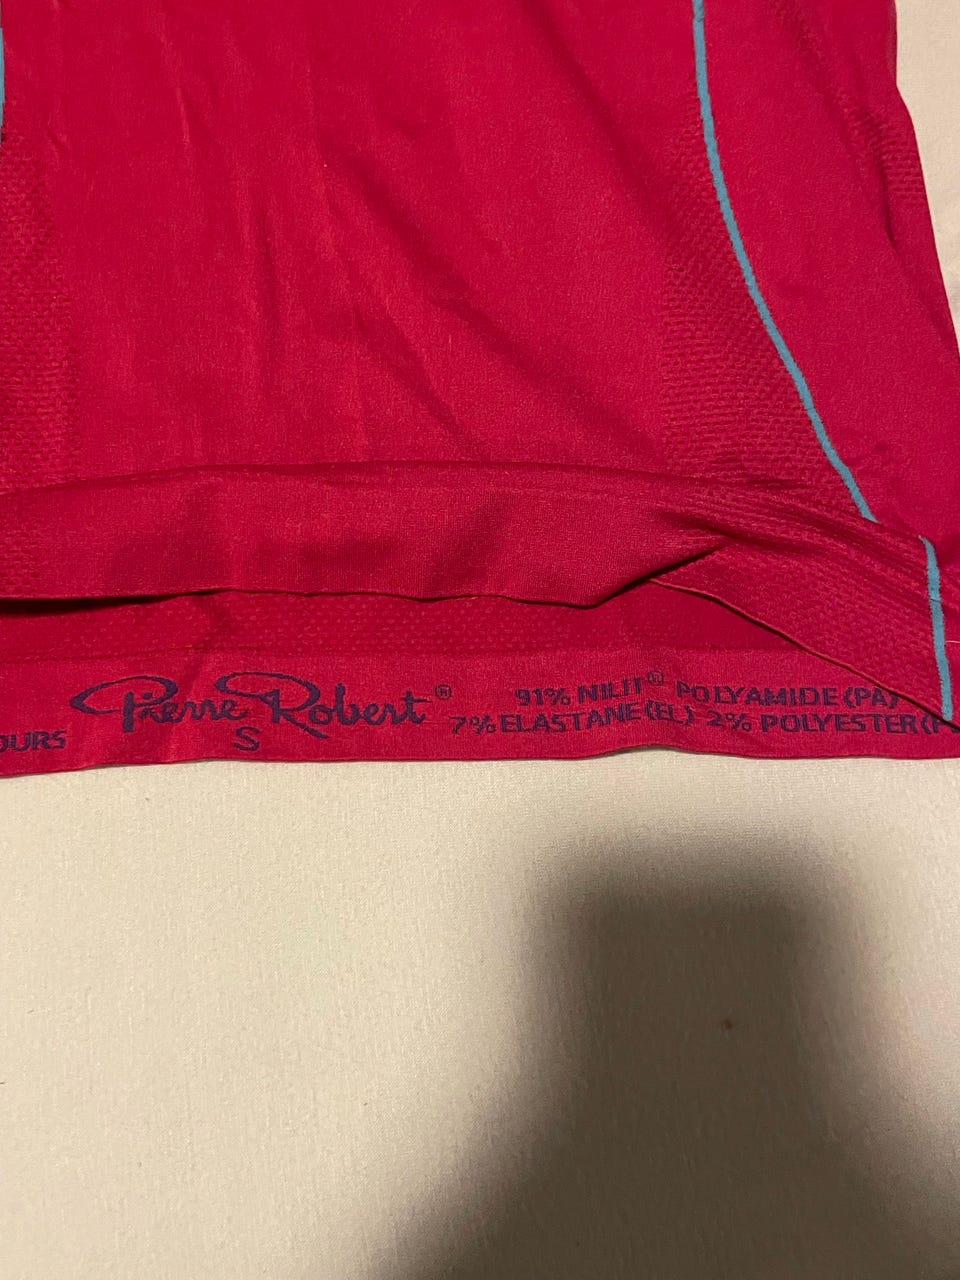 OURS
Pierre Robert®
S
91% NILIT® POLYAMIDE (PA)
7% ELASTANE (EL) 2% POLYESTER (P